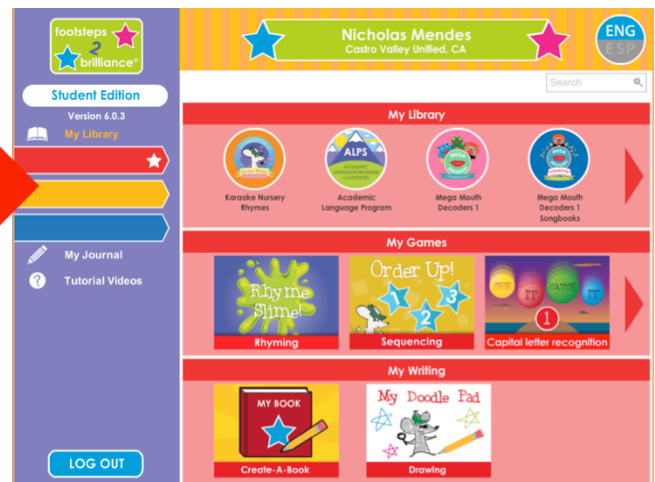 footsteps
2
brilliance®
Student Edition
Version 6.0.3
My Library
My Journal
Tutorial Videos
LOG OUT
Nicholas Mendes
Castro Valley Unified, CA
ENG
ESP
Search
My Library
Karaoke Nursery
Rhymes
ALPS
Academic
Language Program
Mega Mouth
Decoders 1
Mega Mouth
Decoders 1
Songbooks
My Games
Rhyme
Slime!
Rhyming
Order Up!
1
2
3
Sequencing
1
Capital letter recognition
My Writing
MY BOOK
Create-A-Book
My Doodle Pad
Drawing